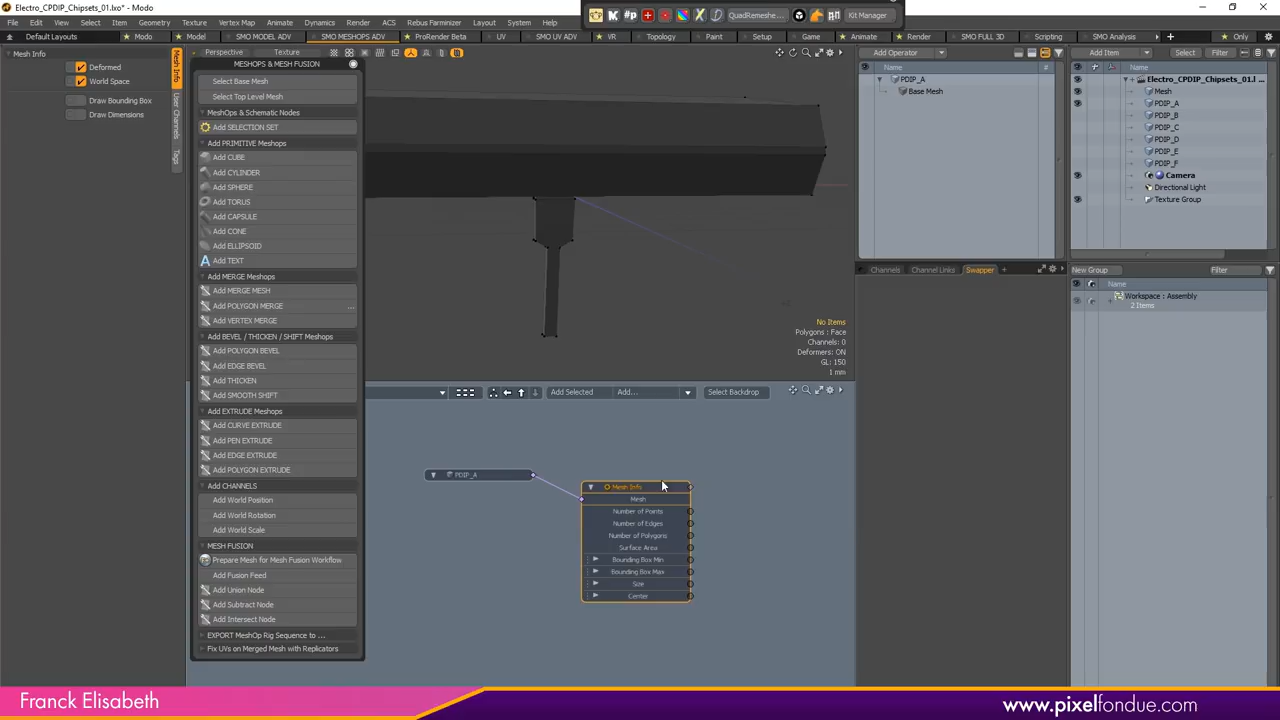 Electro_CPDIP_Chipsets_01.lxo* - Modo
File Edit View Select Item Geometry Texture Vertex Map Animate Dynamics Render ACS Rebus Farminizer Layout System Help
#p QuadRemeshe... Kit Manager
Default Layouts Modo Model SMO MODEL ADV SMO MESHOPS ADV ProRender Beta UV SMO UV ADV VR Topology Paint Setup Game Animate Render SMO FULL 3D Scripting SMO Analysis + Only
Mesh Info
Deformed
World Space
Draw Bounding Box
Draw Dimensions
Mesh Info
User Channels
Tags
Perspective Texture
MESHOPS & MESH FUSION
Select Base Mesh
Select Top Level Mesh
MeshOps & Schematic Nodes
Add SELECTION SET
Add PRIMITIVE Meshops
Add CUBE
Add CYLINDER
Add SPHERE
Add TORUS
Add CAPSULE
Add CONE
Add ELLIPSOID
Add TEXT
Add MERGE Meshops
Add MERGE MESH
Add POLYGON MERGE ...
Add VERTEX MERGE
Add BEVEL / THICKEN / SHIFT Meshops
Add POLYGON BEVEL
Add EDGE BEVEL
Add THICKEN
Add SMOOTH SHIFT
Add EXTRUDE Meshops
Add CURVE EXTRUDE
Add PEN EXTRUDE
Add EDGE EXTRUDE
Add POLYGON EXTRUDE
Add CHANNELS
Add World Position
Add World Rotation
Add World Scale
MESH FUSION
Prepare Mesh for Mesh Fusion Workflow
Add Fusion Feed
Add Union Node
Add Subtract Node
Add Intersect Node
EXPORT MeshOp Rig Sequence to ...
Fix UVs on Merged Mesh with Replicators
No Items
Polygons : Face
Channels: 0
Deformers: ON
GL: 150
1 mm
Add Selected Add... Select Backdrop
PDIP_A
Mesh Info
Mesh
Number of Points
Number of Edges
Number of Polygons
Surface Area
Bounding Box Min
Bounding Box Max
Size
Center
Add Operator
Name
PDIP_A
Base Mesh
Channels Channel Links Swapper +
Add Item Select Filter
Name
Electro_CPDIP_Chipsets_01.l ...
Mesh
PDIP_A
PDIP_B
PDIP_C
PDIP_D
PDIP_E
PDIP_F
Camera
Directional Light
Texture Group
New Group Filter
Name
Workspace : Assembly
2 Items
Franck Elisabeth
www.pixelfondue.com